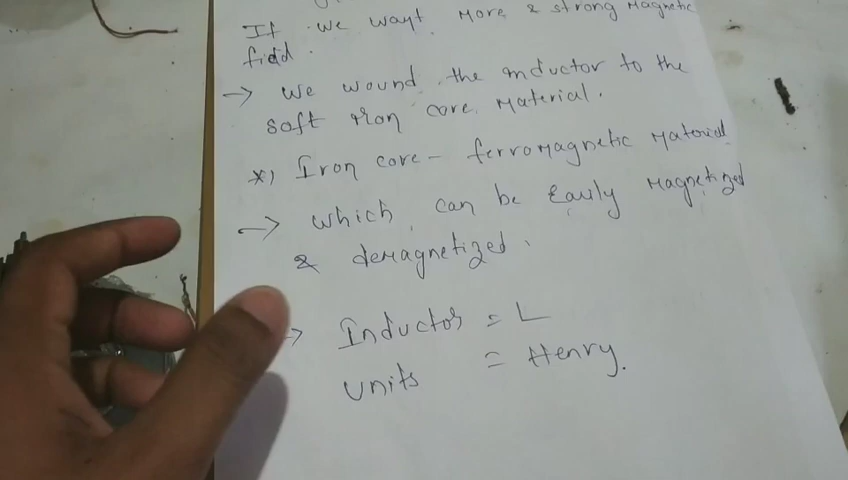 If we want more & strong Magnetic
field.
→ we wound the inductor to the
soft iron core material.
*) Iron core - ferromagnetic Material
→ which can be Easily Magnetized
& demagnetized.
→ Inductor = L
units = Henry.